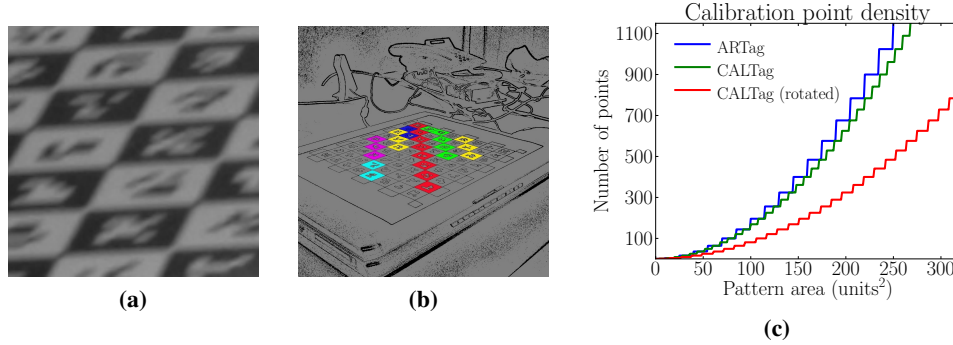 Calibration point density
1100
900
700
500
300
100
Number of points
ARTag
CALTag
CALTag (rotated)
0 50 100 150 200 250 300
Pattern area (units²)
(a)
(b)
(c)